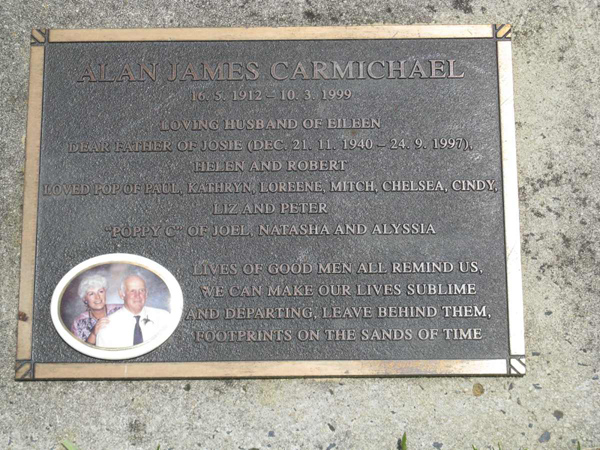 ALAN JAMES CARMICHAEL
16. 5. 1912 – 10. 3. 1999
LOVING HUSBAND OF EILEEN
DEAR FATHER OF JOSIE (DEC. 21. 11. 1940 – 24. 9. 1997),
HELEN AND ROBERT
LOVED POP OF PAUL, KATHRYN, LOREENE, MITCH, CHELSEA, CINDY,
LIZ AND PETER
"POPPY C" OF JOEL, NATASHA AND ALYSSIA
LIVES OF GOOD MEN ALL REMIND US,
WE CAN MAKE OUR LIVES SUBLIME
AND DEPARTING, LEAVE BEHIND THEM,
FOOTPRINTS ON THE SANDS OF TIME